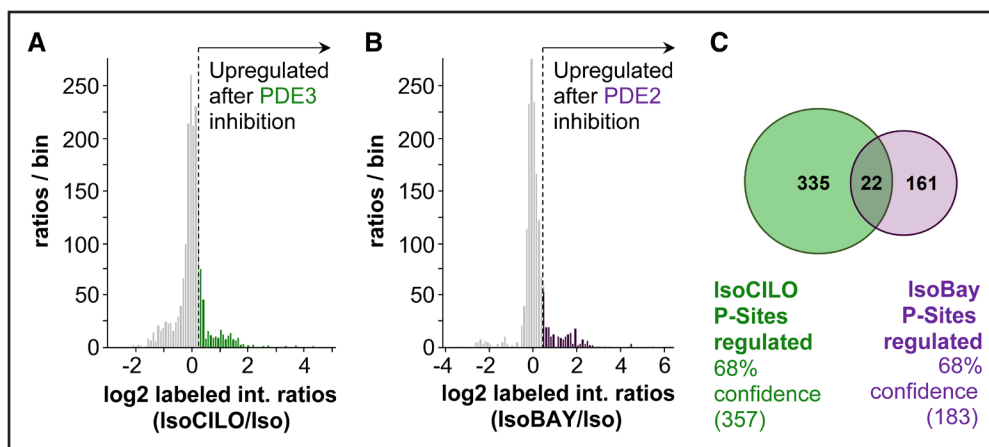 A
Upregulated
after PDE3
inhibition
250
200
150
100
50
0
ratios / bin
-2
0
2
4
log2 labeled int. ratios
(IsoCILO/Iso)
B
Upregulated
after PDE2
inhibition
250
200
150
100
50
0
ratios / bin
-4
-2
0
2
4
6
log2 labeled int. ratios
(IsoBAY/Iso)
C
335
22
161
IsoCILO
P-Sites
regulated
68%
confidence
(357)
IsoBay
P-Sites
regulated
68%
confidence
(183)